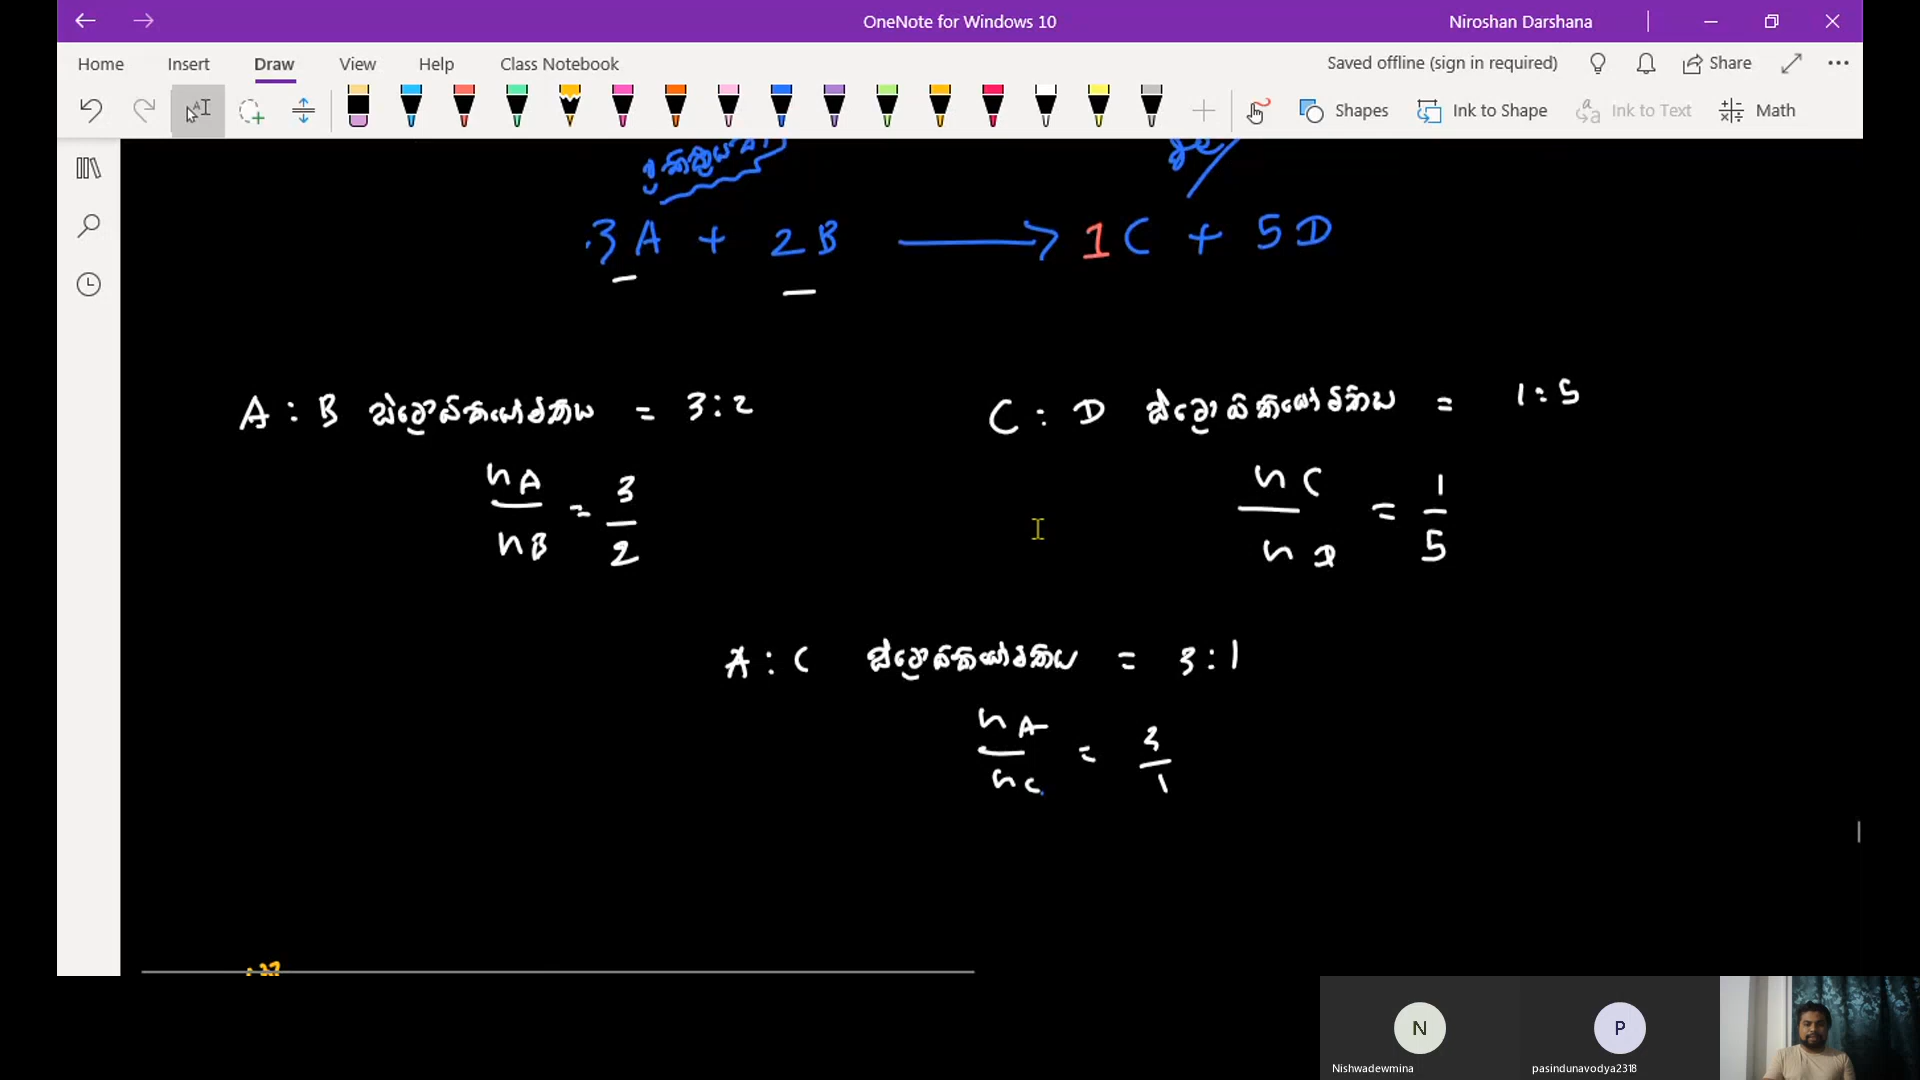 OneNote for Windows 10
Niroshan Darshana
Home Insert Draw View Help Class Notebook
Saved offline (sign in required) Share
Shapes Ink to Shape Ink to Text Math
3A + 2B → 1C + 5D
A : B ස්ටොයිකියෝමිතිය = 3:2
C : D ස්ටොයිකියෝමිතිය = 1:5
nA/nB = 3/2
nC/nD = 1/5
A : C ස්ටොයිකියෝමිතිය = 3:1
nA/nC = 3/1
N
P
Nishwadewmina
pasindunavodya2318